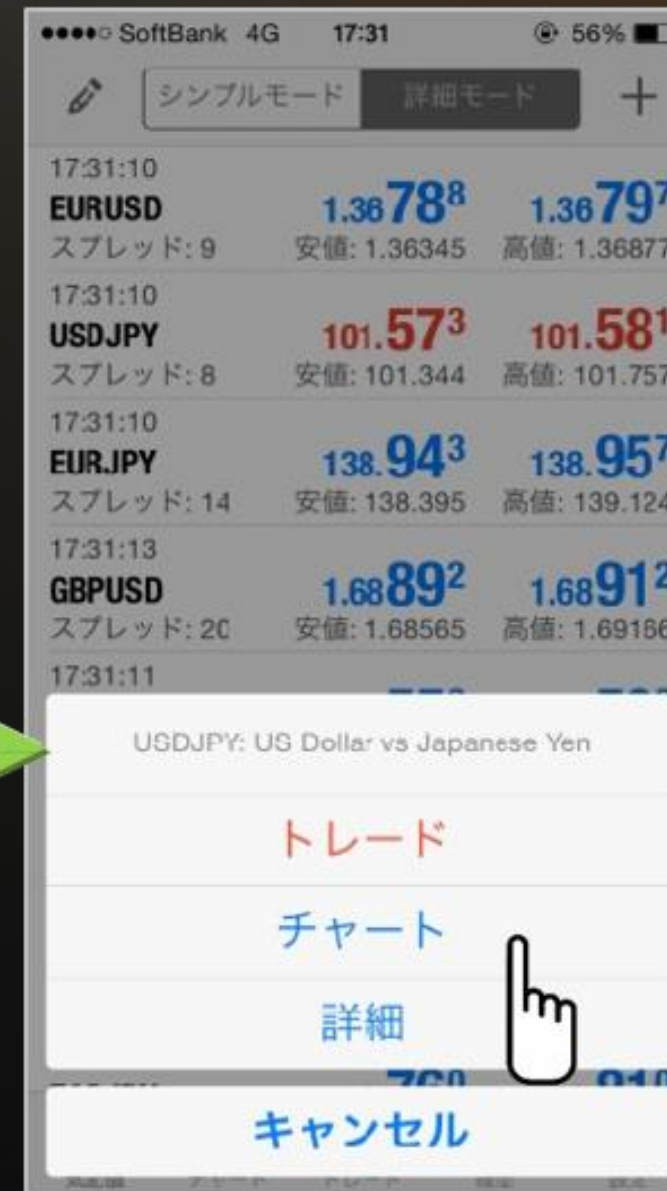 SoftBank 4G 17:31 56%
シンプルモード 詳細モード
17:31:10
EURUSD 1.36788 1.36797
スプレッド: 9 安値: 1.36345 高値: 1.36877
17:31:10
USDJPY 101.573 101.581
スプレッド: 8 安値: 101.344 高値: 101.757
17:31:10
EURJPY 138.943 138.957
スプレッド: 14 安値: 138.395 高値: 139.124
17:31:13
GBPUSD 1.68892 1.68912
スプレッド: 20 安値: 1.68565 高値: 1.69166
17:31:11
USDJPY: US Dollar vs Japanese Yen
トレード
チャート
詳細
キャンセル